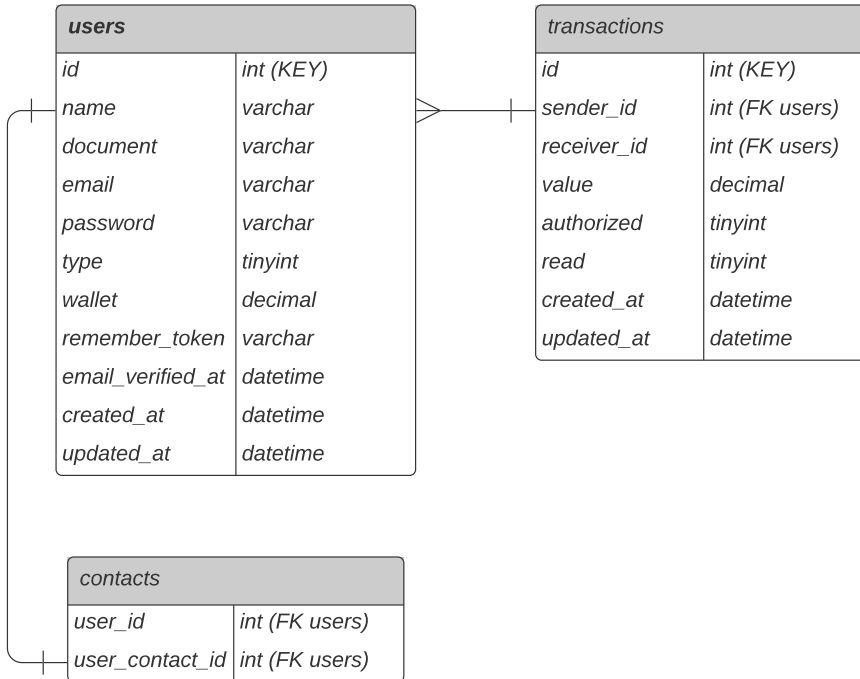 users
id int (KEY)
name varchar
document varchar
email varchar
password varchar
type tinyint
wallet decimal
remember_token varchar
email_verified_at datetime
created_at datetime
updated_at datetime
transactions
id int (KEY)
sender_id int (FK users)
receiver_id int (FK users)
value decimal
authorized tinyint
read tinyint
created_at datetime
updated_at datetime
contacts
user_id int (FK users)
user_contact_id int (FK users)